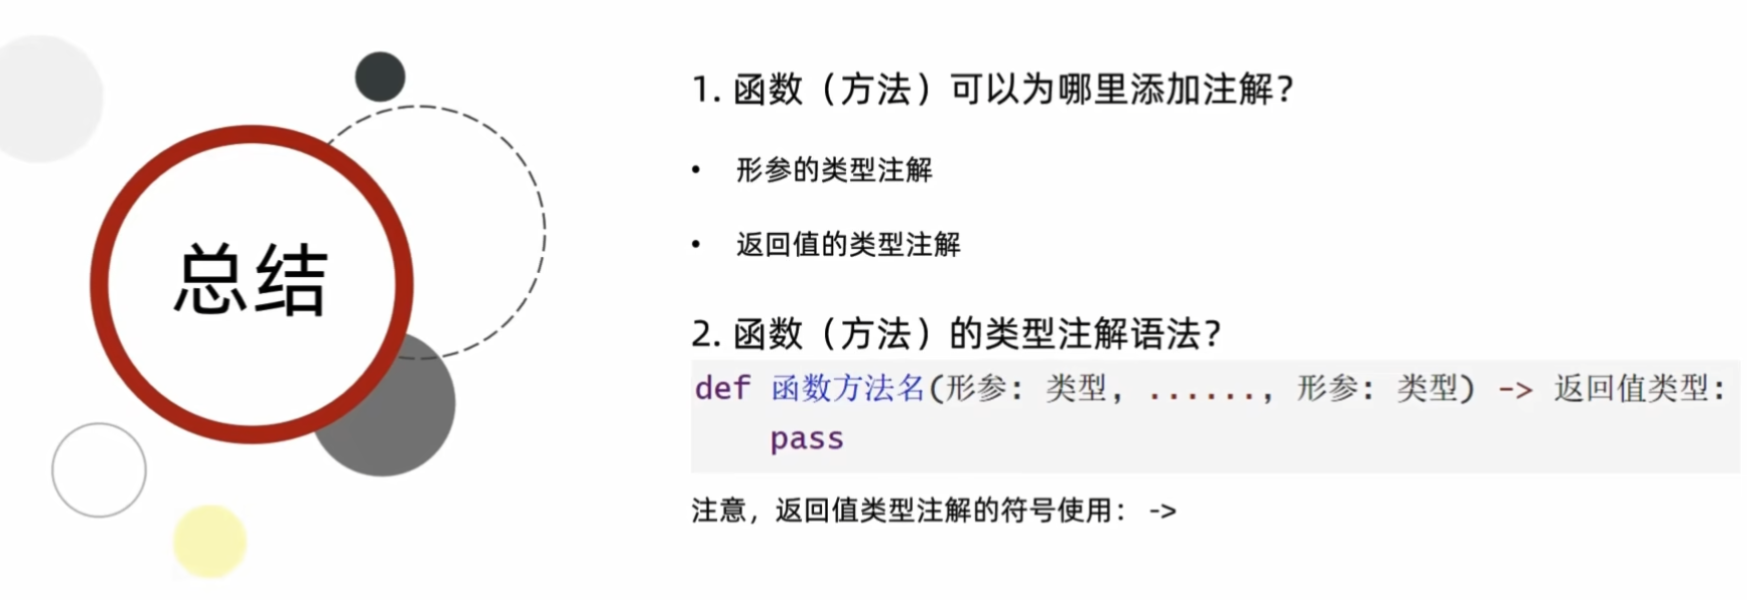 总结
1. 函数（方法）可以为哪里添加注解？
• 形参的类型注解
• 返回值的类型注解
2. 函数（方法）的类型注解语法？
def 函数方法名(形参: 类型, ......, 形参: 类型) -> 返回值类型:
    pass
注意，返回值类型注解的符号使用： ->